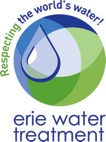 Respecting the world's water!
erie water
treatment